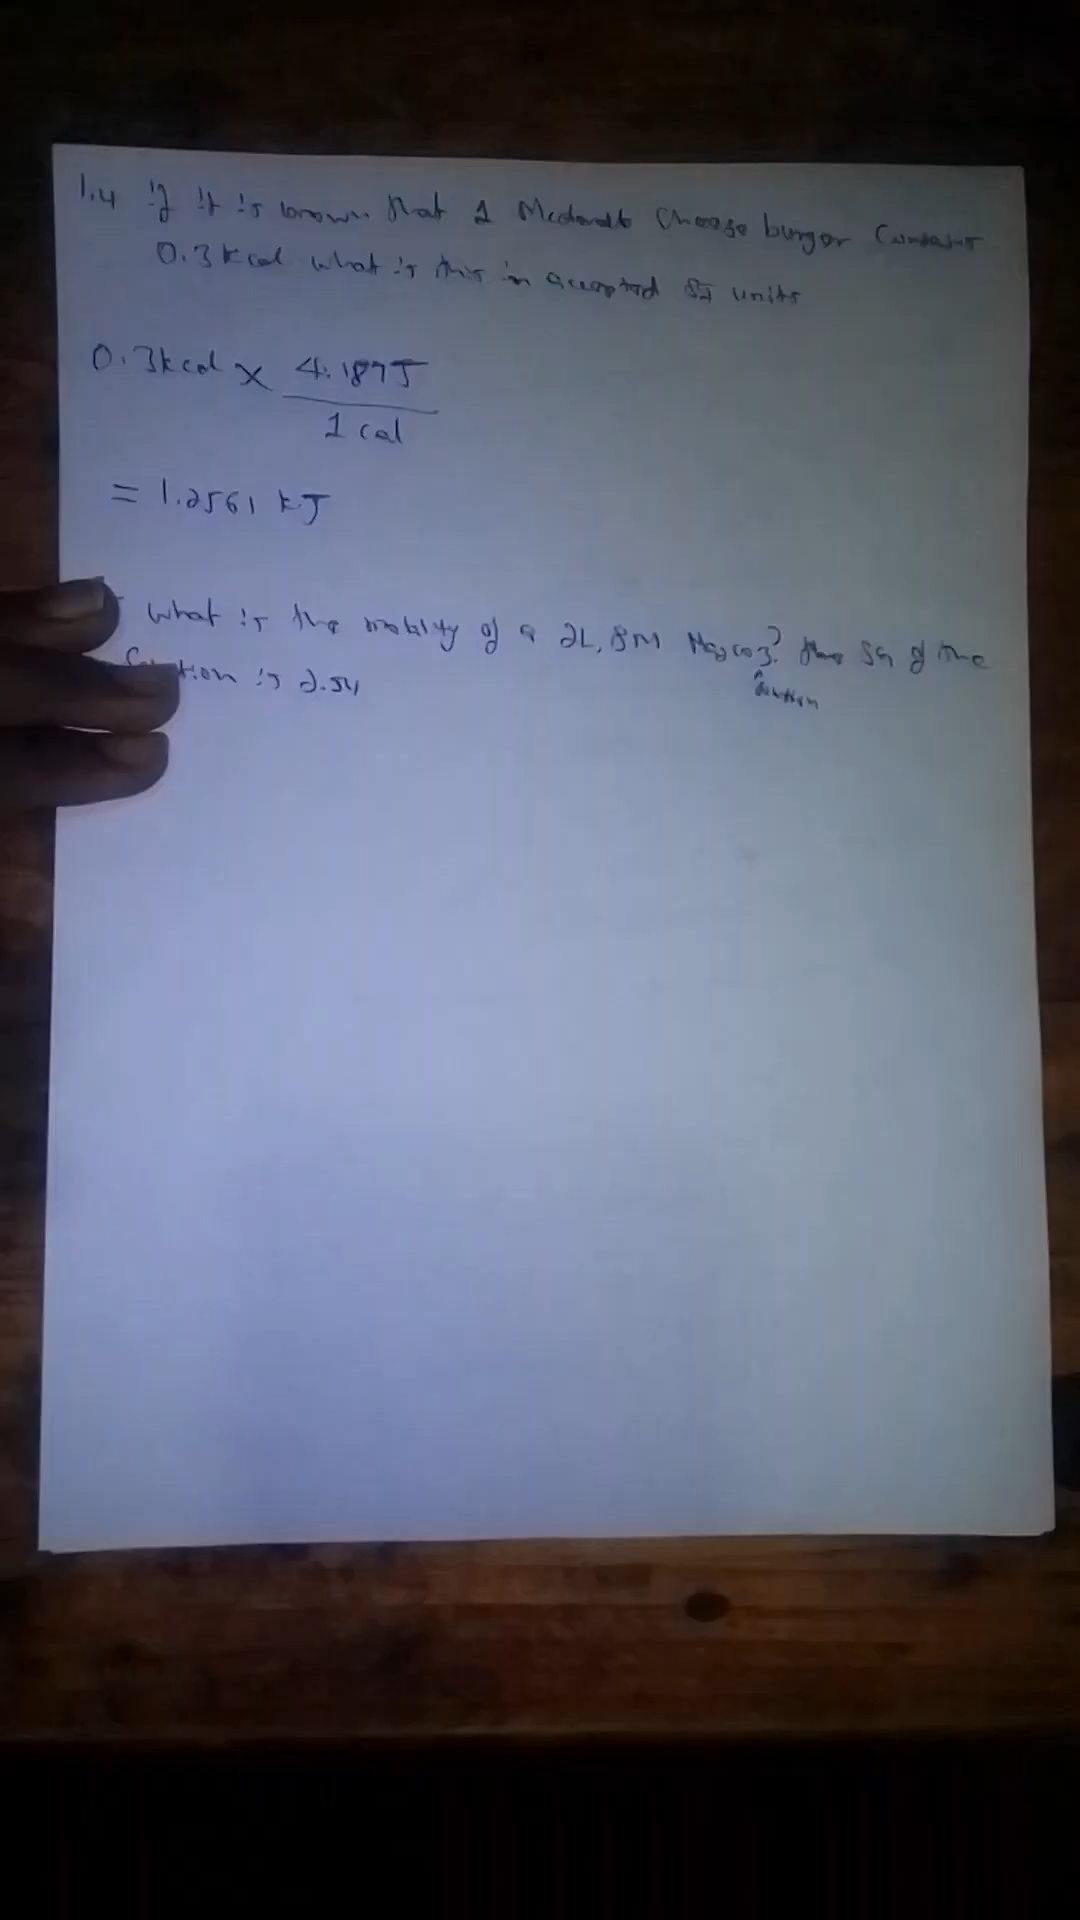 1.4 if it is known that 1 Mcdonalds Cheese burger Contains
0.3 kcal what is this in accepted SI units
0.3kcal x 4.187J
1 cal
= 1.2561 kJ
What is the molality of a 2L, 8M Na2CO3? the SG of the
solution
is 2.54